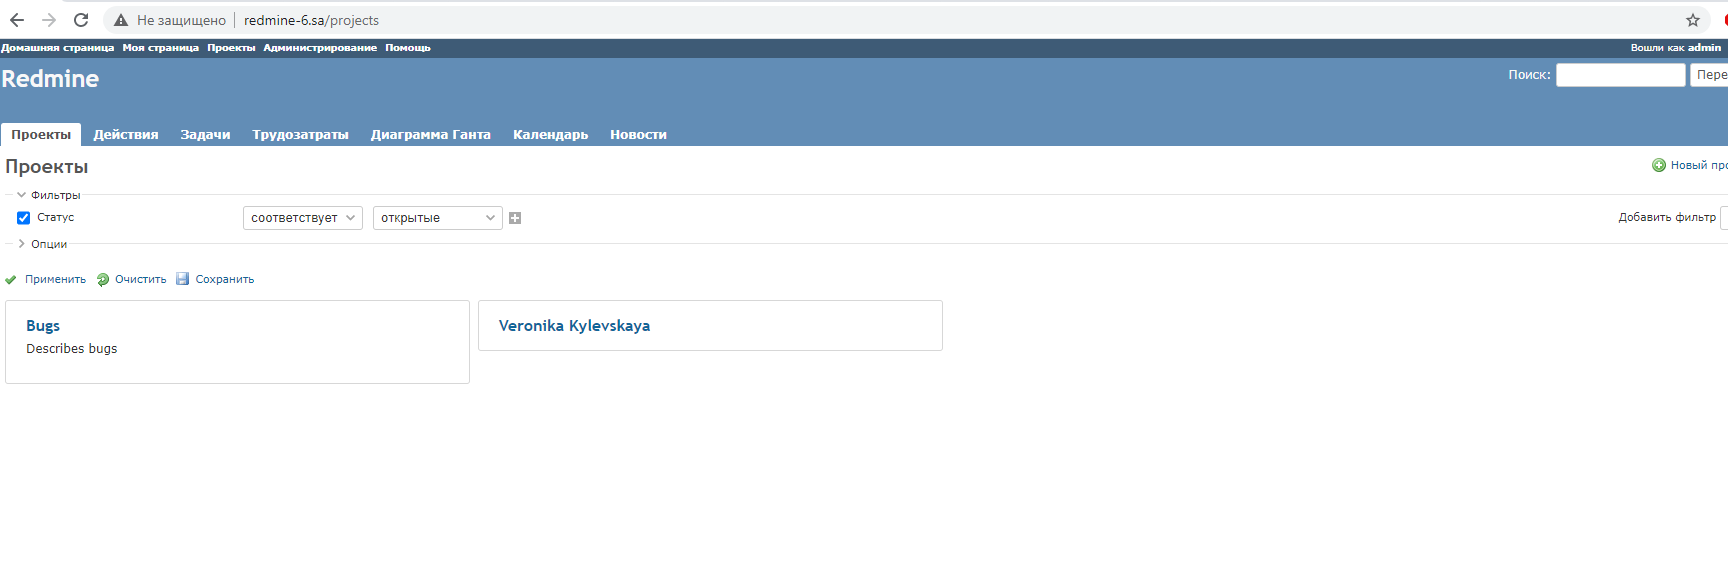 Не защищено redmine-6.sa/projects
Домашняя страница Моя страница Проекты Администрирование Помощь Вошли как admin
Redmine Поиск: Пере
Проекты Действия Задачи Трудозатраты Диаграмма Ганта Календарь Новости
Проекты Новый про
Фильтры
Статус соответствует открытые Добавить фильтр
Опции
Применить Очистить Сохранить
Bugs Veronika Kylevskaya
Describes bugs